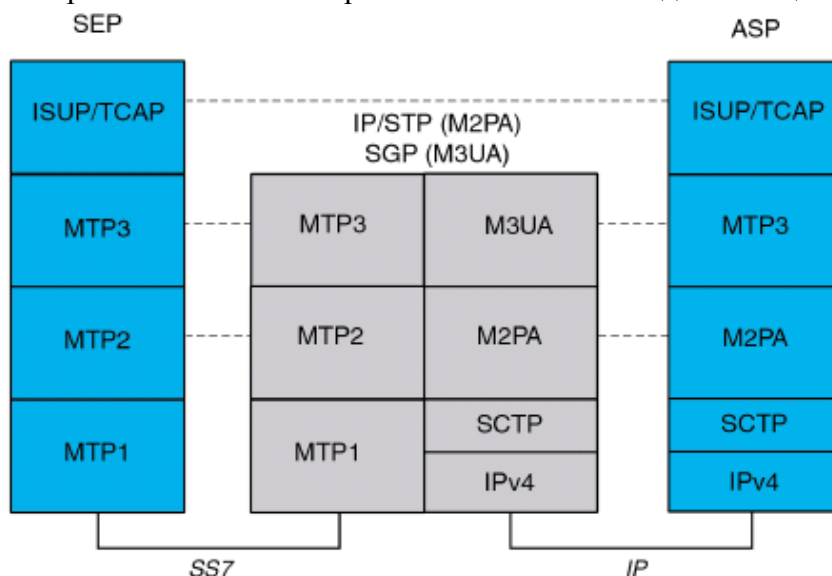 SEP
ASP
ISUP/TCAP
ISUP/TCAP
IP/STP (M2PA)
SGP (M3UA)
MTP3
MTP3
M3UA
MTP3
MTP2
MTP2
M2PA
M2PA
MTP1
MTP1
SCTP
SCTP
IPv4
IPv4
SS7
IP